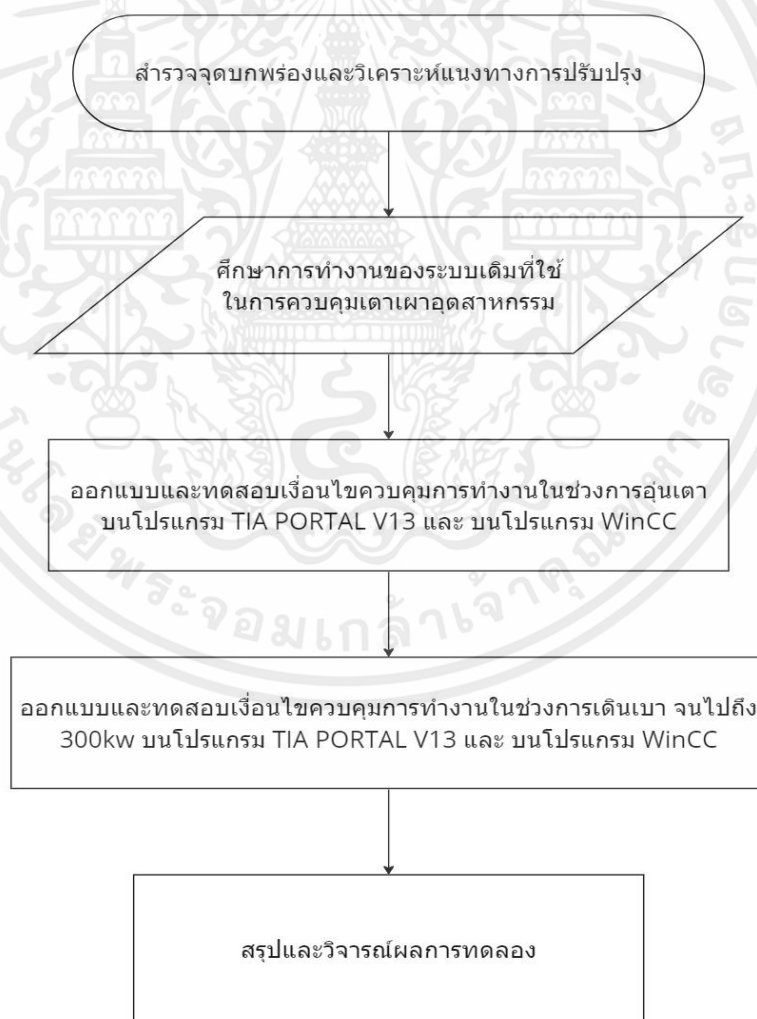 สำรวจจุดบกพร่องและวิเคราะห์แนงทางการปรับปรุง
ศึกษาการทำงานของระบบเดิมที่ใช้
ในการควบคุมเตาเผาอุตสาหกรรม
ออกแบบและทดสอบเงื่อนไขควบคุมการทำงานในช่วงการอุ่นเตา
บนโปรแกรม TIA PORTAL V13 และ บนโปรแกรม WinCC
ออกแบบและทดสอบเงื่อนไขควบคุมการทำงานในช่วงการเดินเบา จนไปถึง
300kw บนโปรแกรม TIA PORTAL V13 และ บนโปรแกรม WinCC
สรุปและวิจารณ์ผลการทดลอง